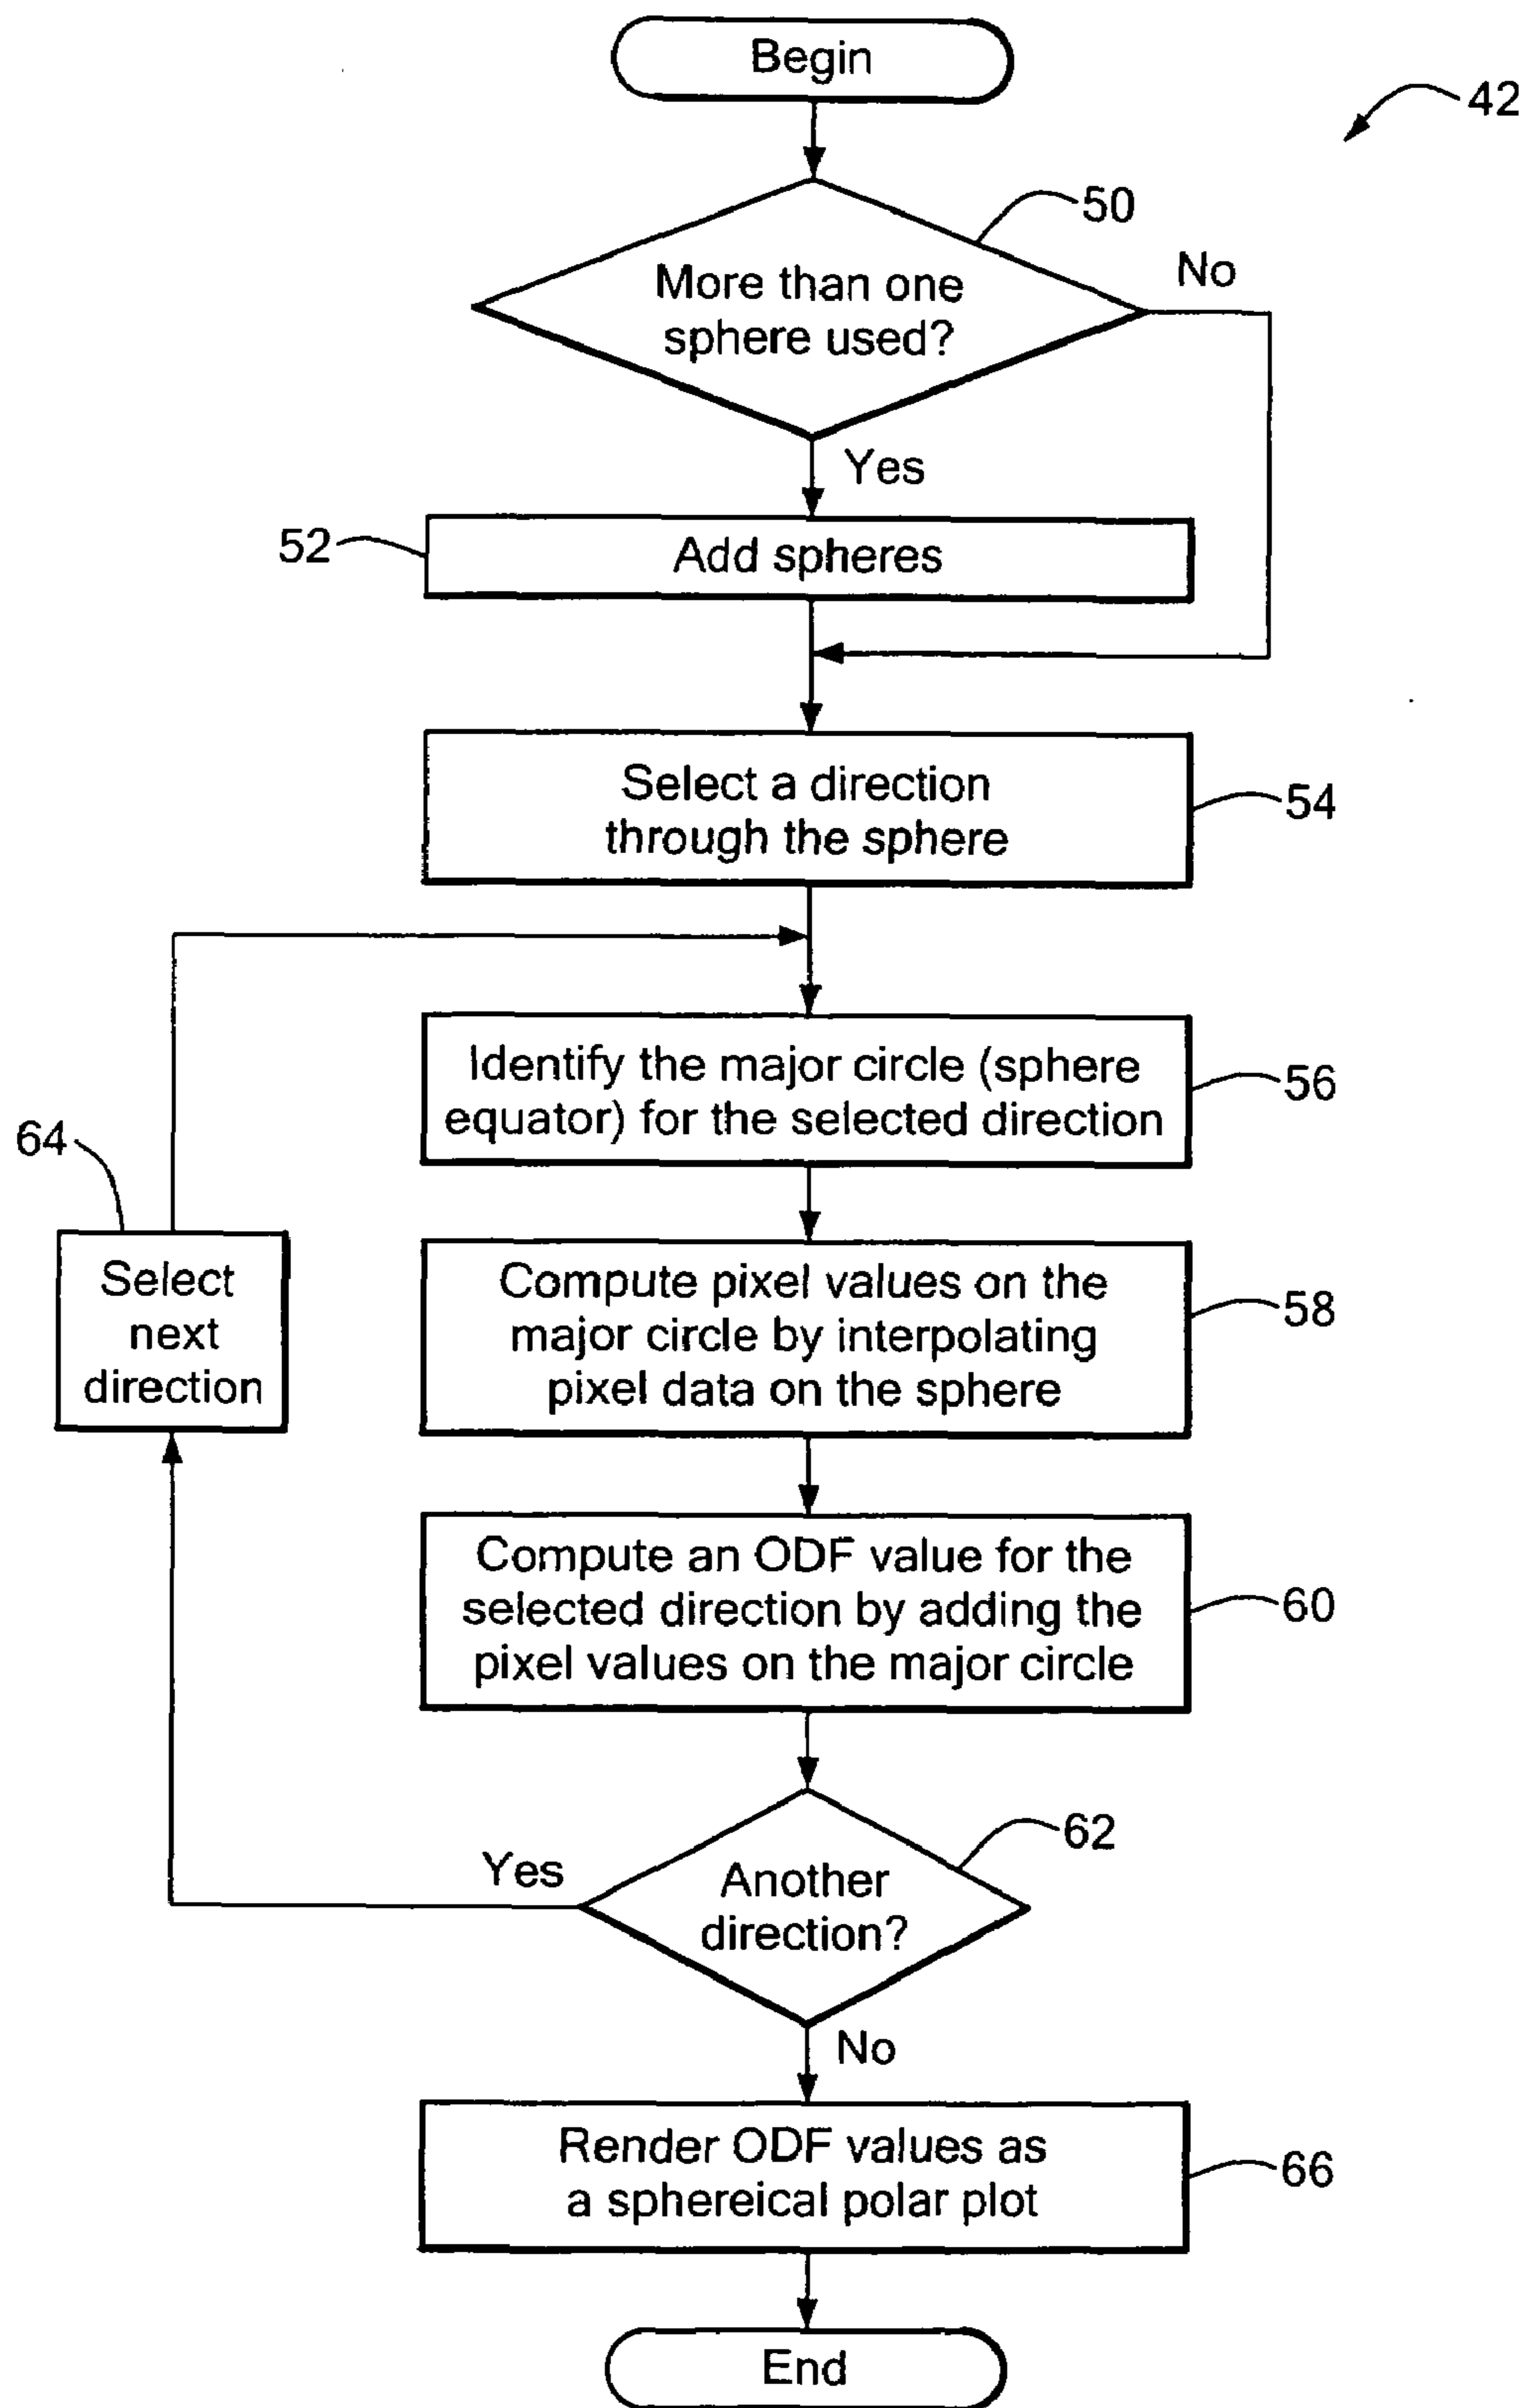 Begin
42
50
More than one
sphere used?
No
Yes
52
Add spheres
Select a direction
through the sphere
54
Identify the major circle (sphere
equator) for the selected direction
56
64
Select
next
direction
Compute pixel values on the
major circle by interpolating
pixel data on the sphere
58
Compute an ODF value for the
selected direction by adding the
pixel values on the major circle
60
62
Yes
Another
direction?
No
Render ODF values as
a sphereical polar plot
66
End